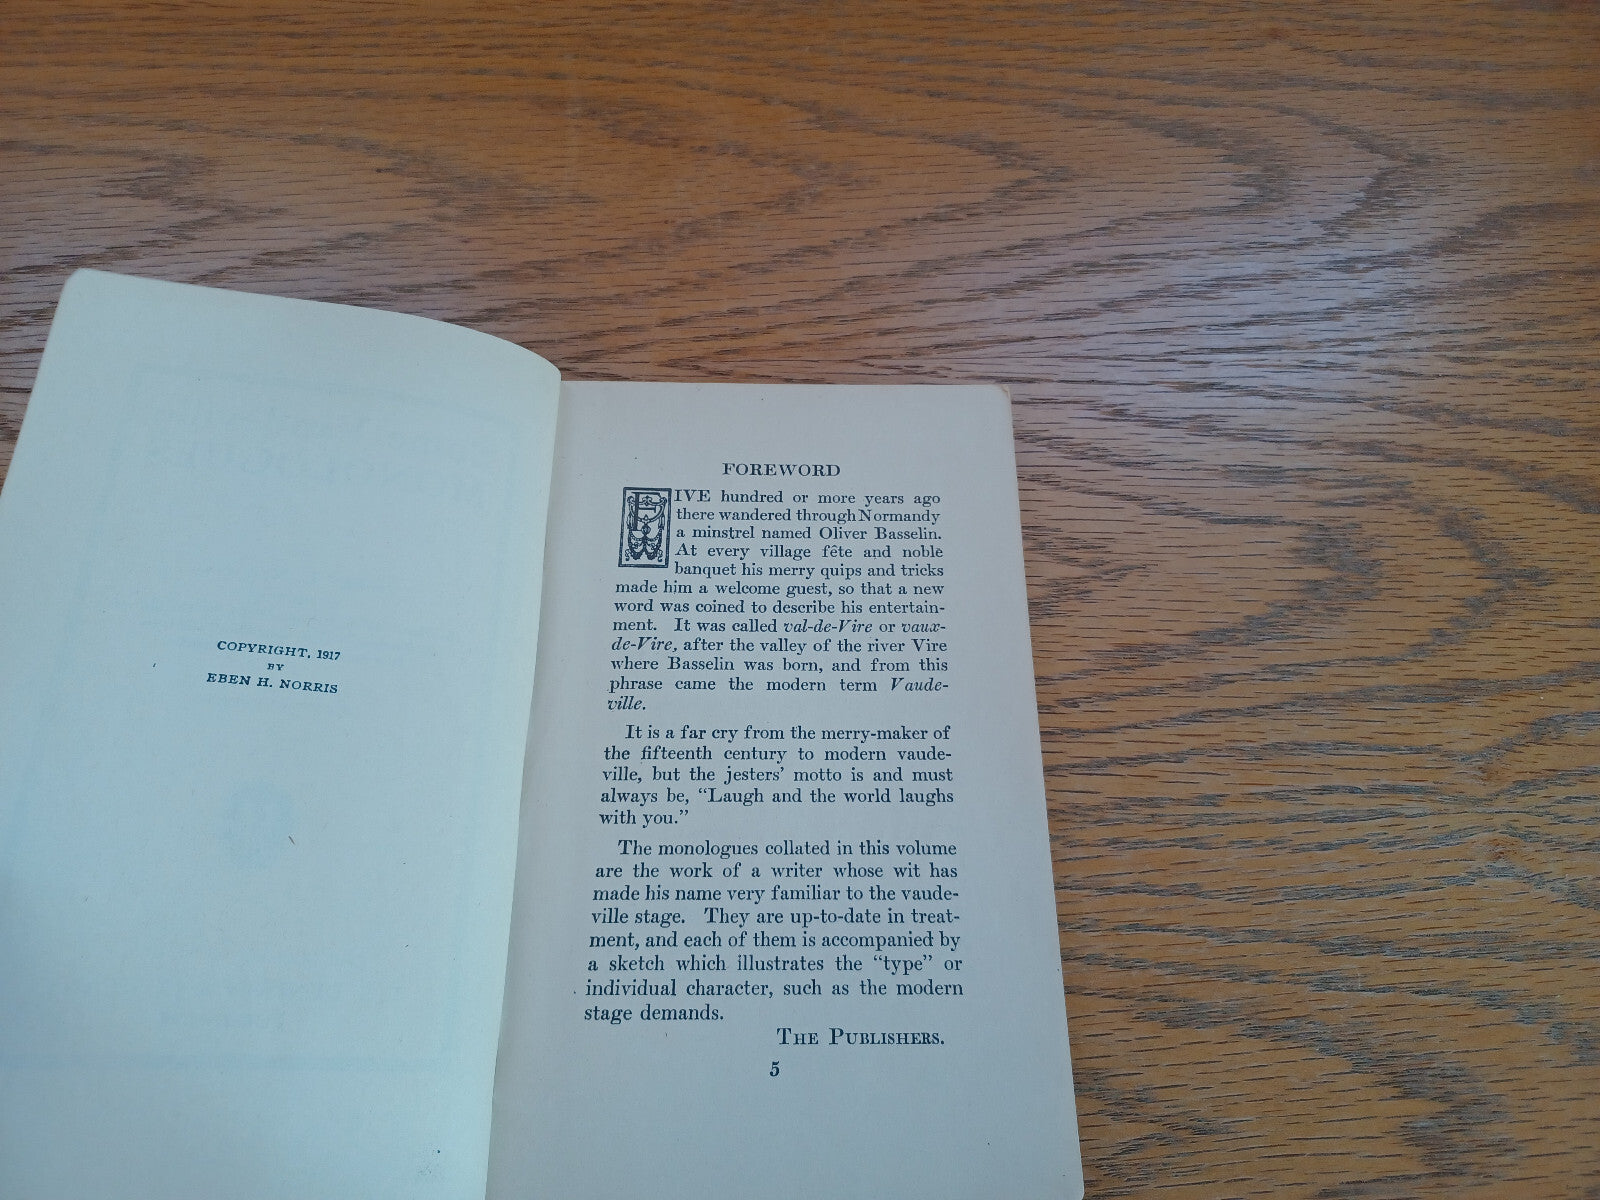 COPYRIGHT, 1917
BY
EBEN H. NORRIS
FOREWORD
FIVE hundred or more years ago
there wandered through Normandy
a minstrel named Oliver Basselin.
At every village fête and noble
banquet his merry quips and tricks
made him a welcome guest, so that a new
word was coined to describe his entertain-
ment. It was called val-de-Vire or vaux-
de-Vire, after the valley of the river Vire
where Basselin was born, and from this
phrase came the modern term Vaude-
ville.
It is a far cry from the merry-maker of
the fifteenth century to modern vaude-
ville, but the jesters' motto is and must
always be, "Laugh and the world laughs
with you."
The monologues collated in this volume
are the work of a writer whose wit has
made his name very familiar to the vaude-
ville stage. They are up-to-date in treat-
ment, and each of them is accompanied by
a sketch which illustrates the "type" or
individual character, such as the modern
stage demands.
THE PUBLISHERS.
5